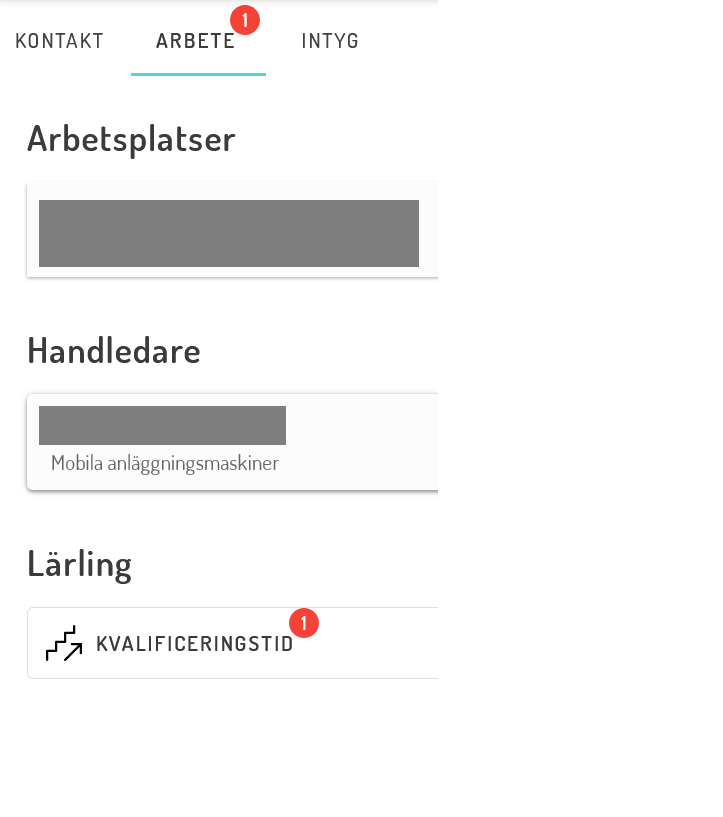 KONTAKT ARBETE 1 INTYG
Arbetsplatser
Handledare
Mobila anläggningsmaskiner
Lärling
KVALIFICERINGSTID 1